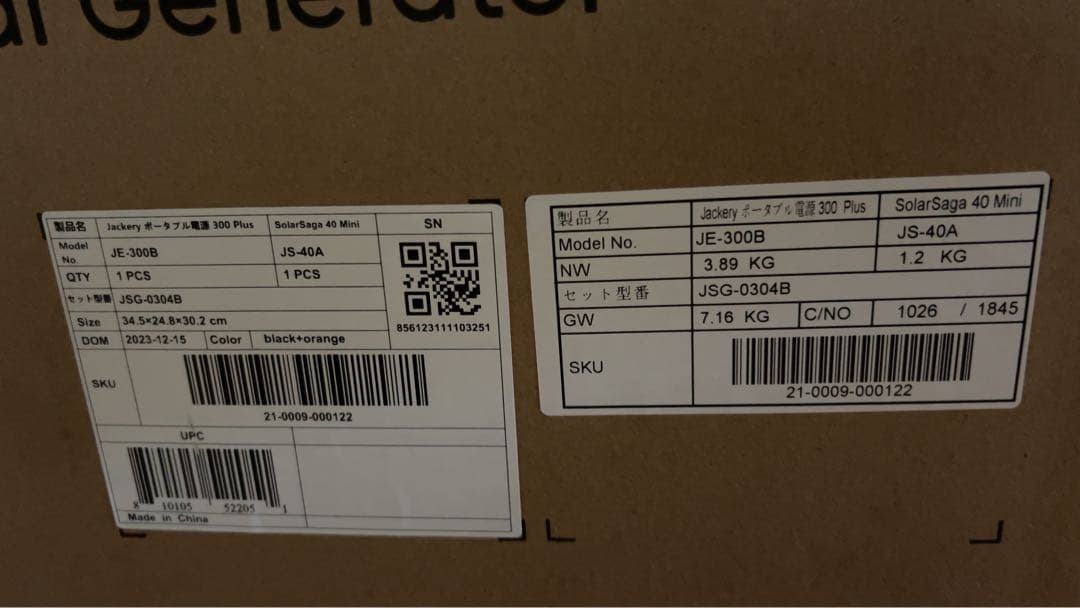 al Generator
製品名 Jackery ポータブル電源 300 Plus SolarSaga 40 Mini SN
Model No. JE-300B JS-40A
QTY 1 PCS 1 PCS
セット型番 JSG-0304B
856123111103251
Size 34.5×24.8×30.2 cm
DOM 2023-12-15 Color black+orange
SKU
21-0009-000122
UPC
8 10105 52205 1
Made in China
製品名 Jackery ポータブル電源 300 Plus SolarSaga 40 Mini
Model No. JE-300B JS-40A
NW 3.89 KG 1.2 KG
セット型番 JSG-0304B
GW 7.16 KG C/NO 1026 / 1845
SKU
21-0009-000122